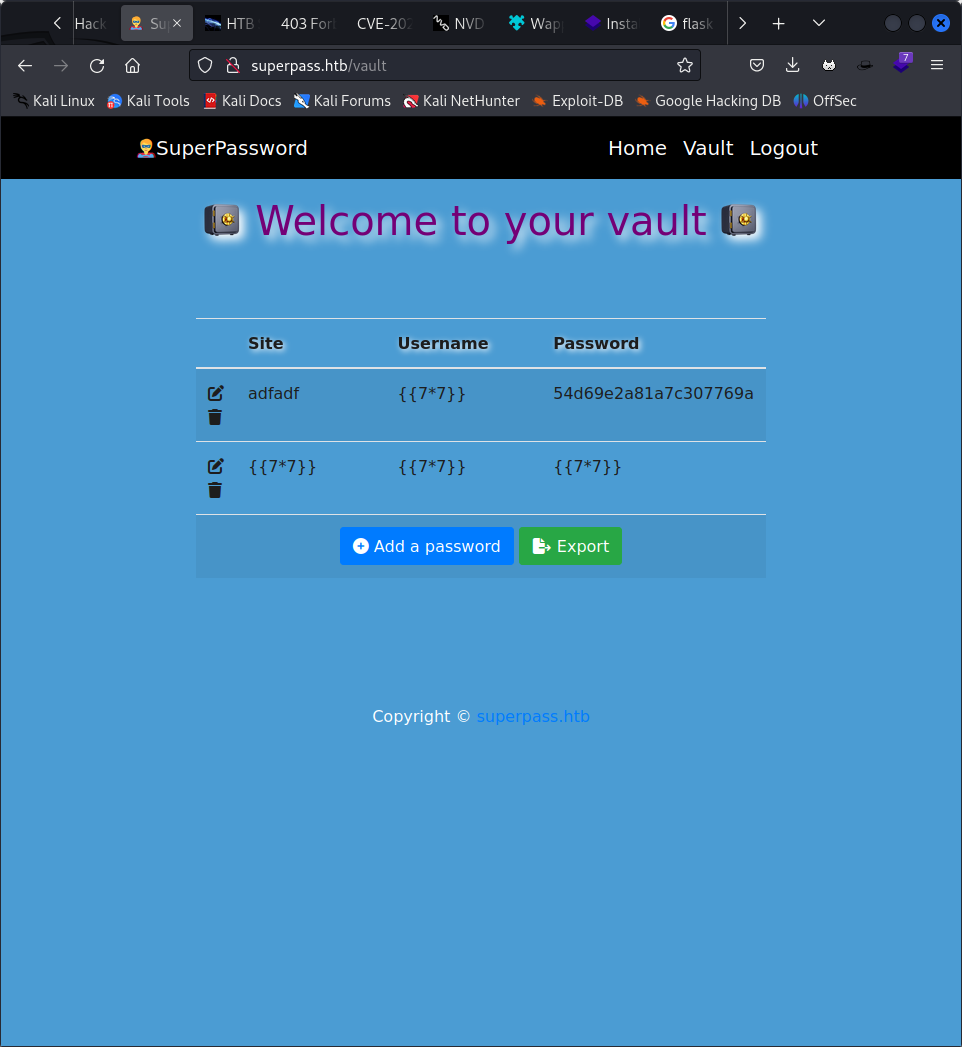 Hack Su HTB 403 For CVE-202 NVD Wap Insta flask
superpass.htb/vault 7
Kali Linux Kali Tools Kali Docs Kali Forums Kali NetHunter Exploit-DB Google Hacking DB OffSec
SuperPassword Home Vault Logout
Welcome to your vault
Site Username Password
adfadf {{7*7}} 54d69e2a81a7c307769a
{{7*7}} {{7*7}} {{7*7}}
Add a password Export
Copyright © superpass.htb